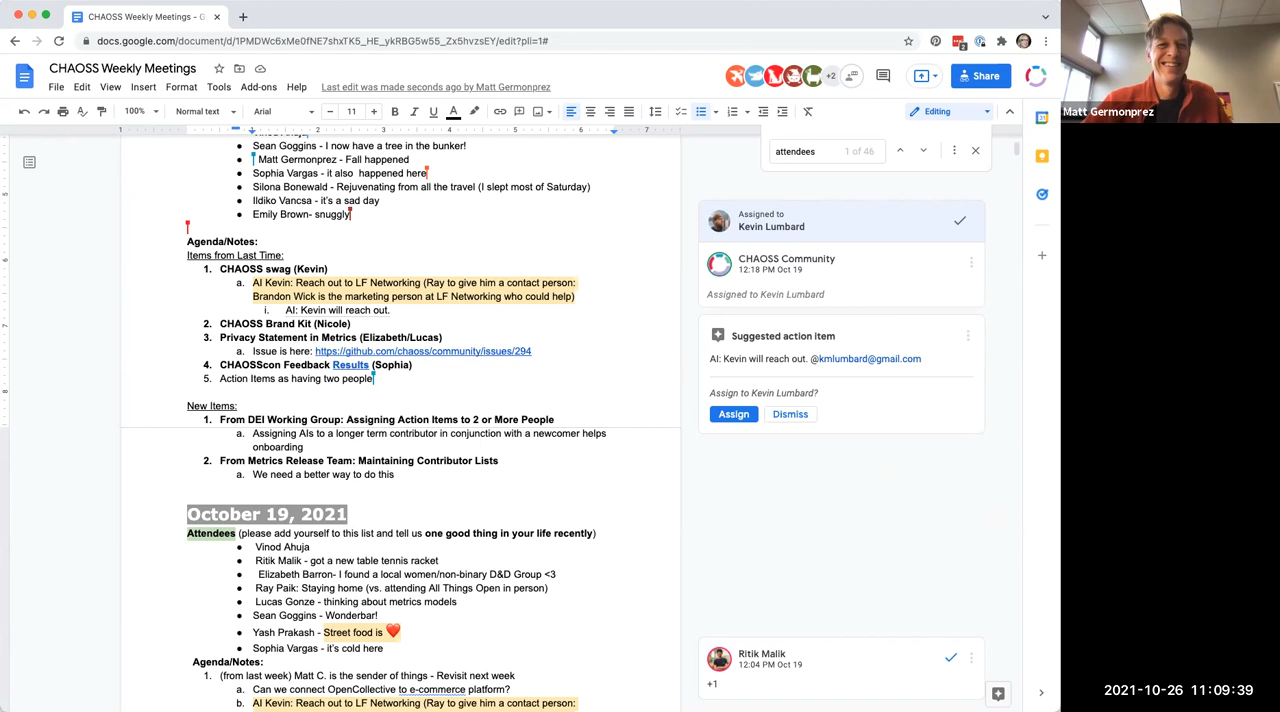 CHAOSS Weekly Meetings - G
docs.google.com/document/d/1PMDWc6xMe0fNE7shxTK5_HE_ykRBG5w55_Zx5hvzsEY/edit?pli=1#
2
CHAOSS Weekly Meetings
File Edit View Insert Format Tools Add-ons Help Last edit was made seconds ago by Matt Germonprez
+2
Share
Matt Germonprez
100% Normal text Arial 11 B I U A Editing
1 1 2 3 4 5 6 7
attendees 1 of 46
Sean Goggins - I now have a tree in the bunker!
Matt Germonprez - Fall happened
Sophia Vargas - it also happened here
Silona Bonewald - Rejuvenating from all the travel (I slept most of Saturday)
Ildiko Vancsa - it's a sad day
Emily Brown- snuggly
Agenda/Notes:
Items from Last Time:
1. CHAOSS swag (Kevin)
a. AI Kevin: Reach out to LF Networking (Ray to give him a contact person:
Brandon Wick is the marketing person at LF Networking who could help)
i. AI: Kevin will reach out.
2. CHAOSS Brand Kit (Nicole)
3. Privacy Statement in Metrics (Elizabeth/Lucas)
a. Issue is here: https://github.com/chaoss/community/issues/294
4. CHAOSScon Feedback Results (Sophia)
5. Action Items as having two people
New Items:
1. From DEI Working Group: Assigning Action Items to 2 or More People
a. Assigning AIs to a longer term contributor in conjunction with a newcomer helps
onboarding
2. From Metrics Release Team: Maintaining Contributor Lists
a. We need a better way to do this
October 19, 2021
Attendees (please add yourself to this list and tell us one good thing in your life recently)
Vinod Ahuja
Ritik Malik - got a new table tennis racket
Elizabeth Barron- I found a local women/non-binary D&D Group <3
Ray Paik: Staying home (vs. attending All Things Open in person)
Lucas Gonze - thinking about metrics models
Sean Goggins - Wonderbar!
Yash Prakash - Street food is ❤️
Sophia Vargas - it's cold here
Agenda/Notes:
1. (from last week) Matt C. is the sender of things - Revisit next week
a. Can we connect OpenCollective to e-commerce platform?
b. AI Kevin: Reach out to LF Networking (Ray to give him a contact person:
Assigned to
Kevin Lumbard
CHAOSS Community
12:18 PM Oct 19
Assigned to Kevin Lumbard
Suggested action item
AI: Kevin will reach out. @kmlumbard@gmail.com
Assign to Kevin Lumbard?
Assign Dismiss
Ritik Malik
12:04 PM Oct 19
+1
2021-10-26 11:09:39